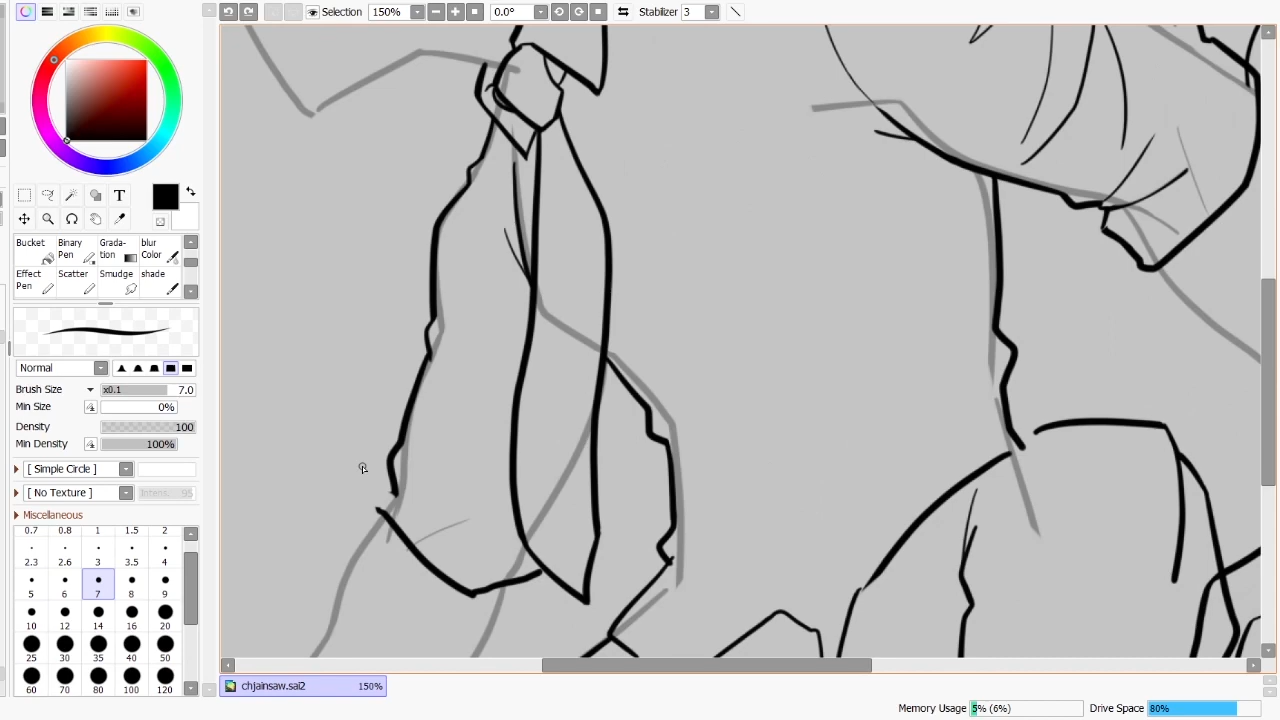 Selection 150% 0.0° Stabilizer 3
T
Bucket Binary Pen Grada-tion blur Color
Effect Pen Scatter Smudge shade
Normal
Brush Size x0.1 7.0
Min Size 0%
Density 100
Min Density 100%
[ Simple Circle ]
[ No Texture ] Intens. 95
Miscellaneous
0.7 0.8 1 1.5 2
2.3 2.6 3 3.5 4
5 6 7 8 9
10 12 14 16 20
25 30 35 40 50
60 70 80 100 120
chjainsaw.sai2 150%
Memory Usage 5% (6%) Drive Space 80%